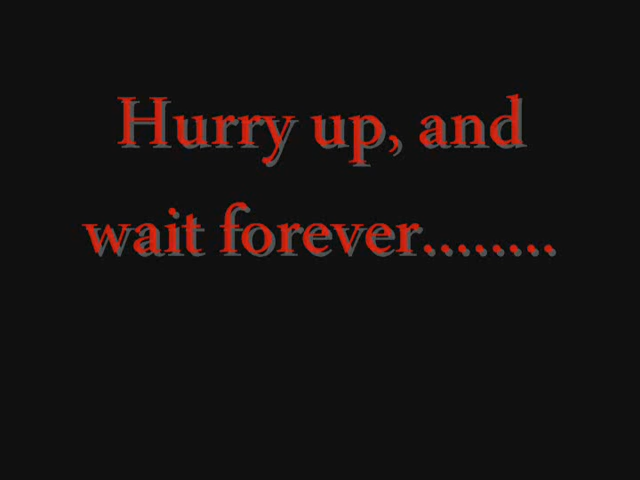 Hurry up, and
wait forever........